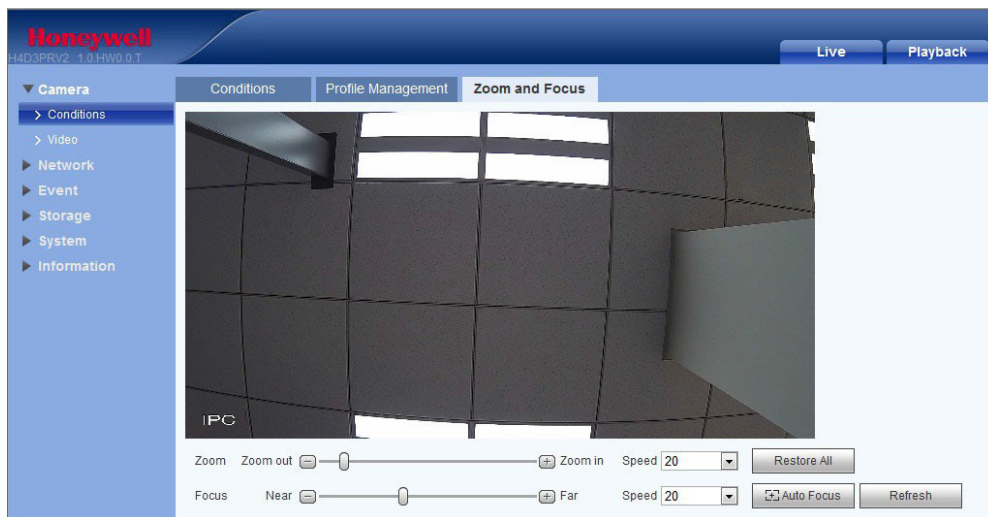 Honeywell
H4D3PRV2 1.0.HW0.0.T
Live Playback
Camera
Conditions
Video
Network
Event
Storage
System
Information
Conditions Profile Management Zoom and Focus
IPC
Zoom Zoom out Zoom in Speed 20 Restore All
Focus Near Far Speed 20 Auto Focus Refresh